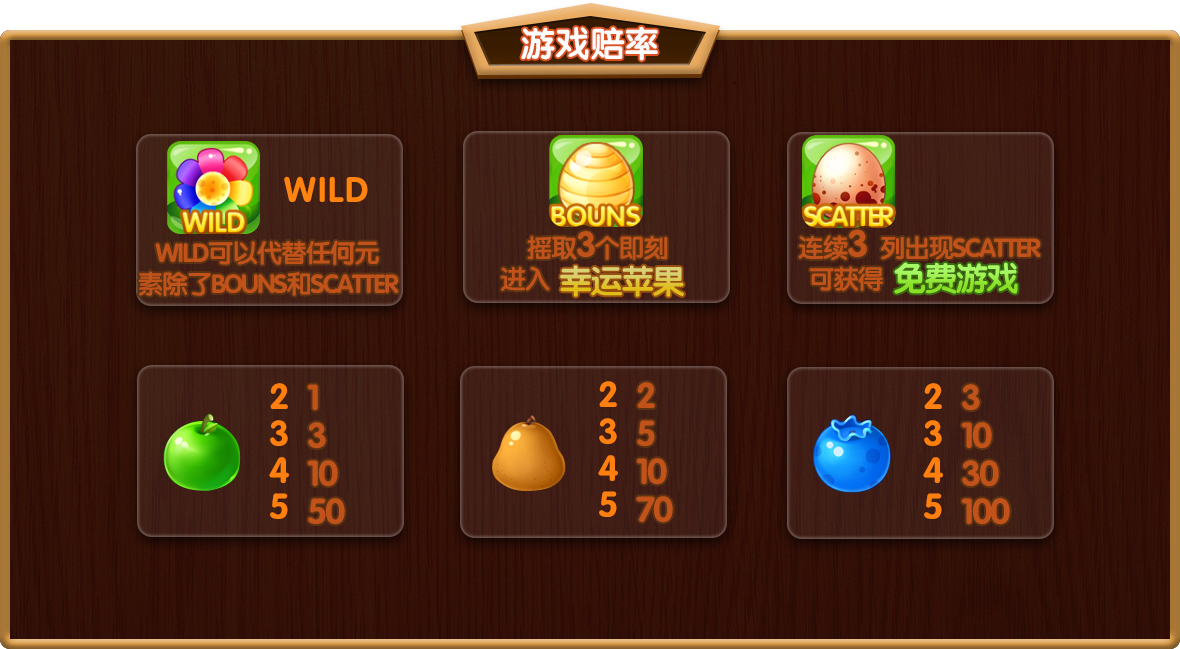 游戏赔率
WILD
WILD
WILD可以代替任何元
素除了BOUNS和SCATTER
BOUNS
摇取3个即刻
进入 幸运苹果
SCATTER
连续3 列出现SCATTER
可获得 免费游戏
2 1
3 3
4 10
5 50
2 2
3 5
4 10
5 70
2 3
3 10
4 30
5 100